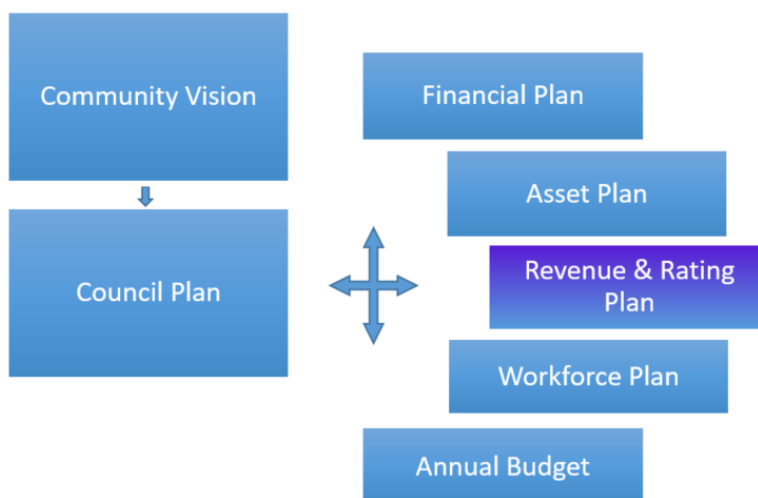 Community Vision
Council Plan
Financial Plan
Asset Plan
Revenue & Rating
Plan
Workforce Plan
Annual Budget